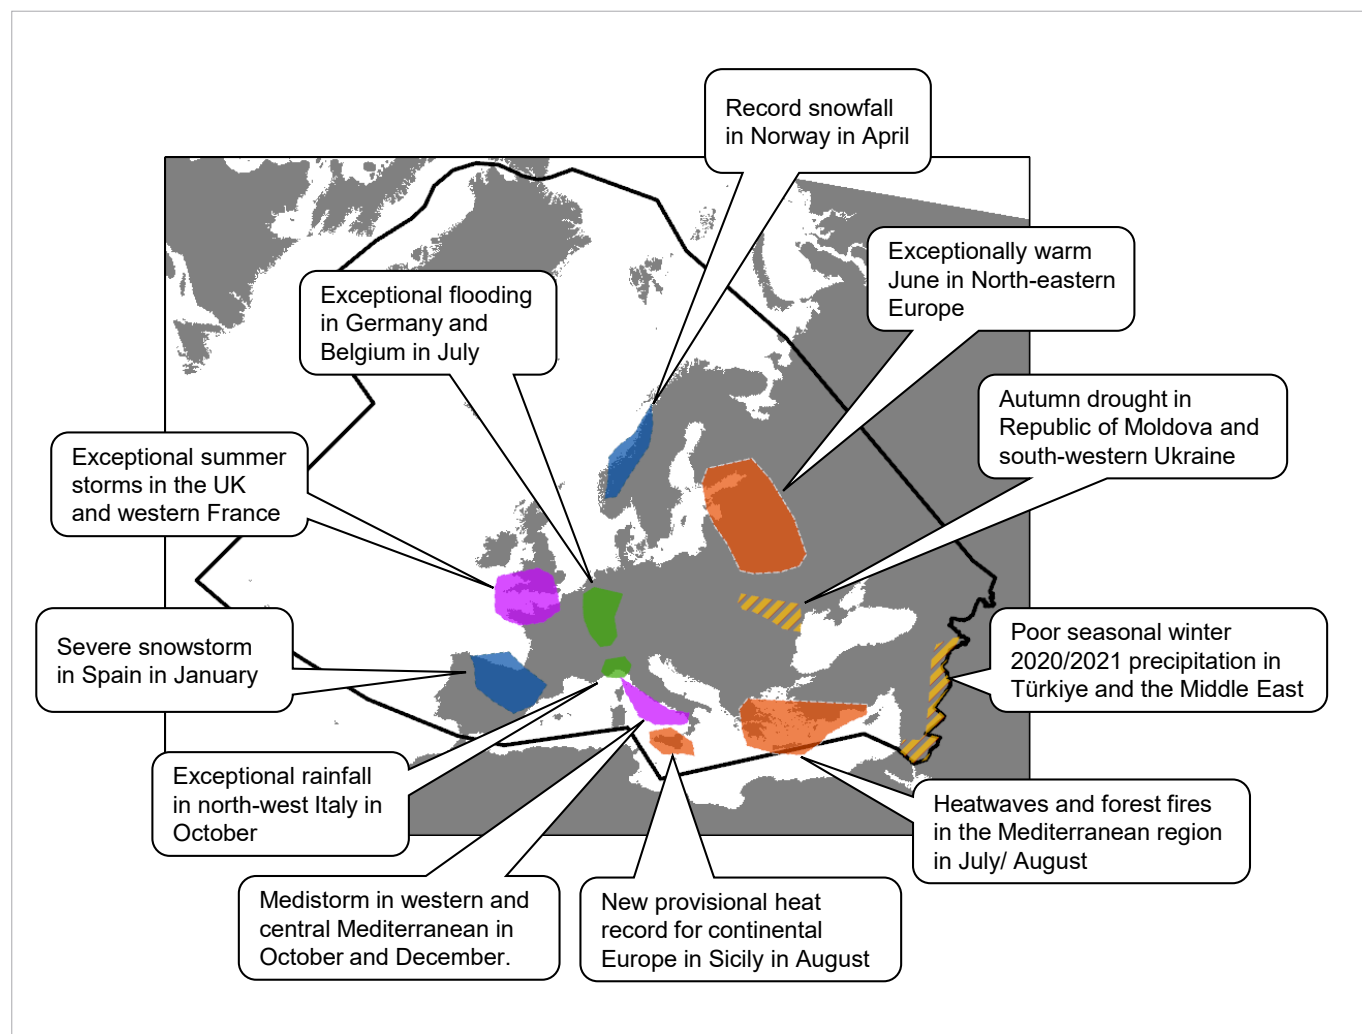 Record snowfall
in Norway in April
Exceptionally warm
June in North-eastern
Europe
Exceptional flooding
in Germany and
Belgium in July
Autumn drought in
Republic of Moldova and
south-western Ukraine
Exceptional summer
storms in the UK
and western France
Severe snowstorm
in Spain in January
Poor seasonal winter
2020/2021 precipitation in
Türkiye and the Middle East
Exceptional rainfall
in north-west Italy in
October
Heatwaves and forest fires
in the Mediterranean region
in July/ August
Medistorm in western and
central Mediterranean in
October and December.
New provisional heat
record for continental
Europe in Sicily in August